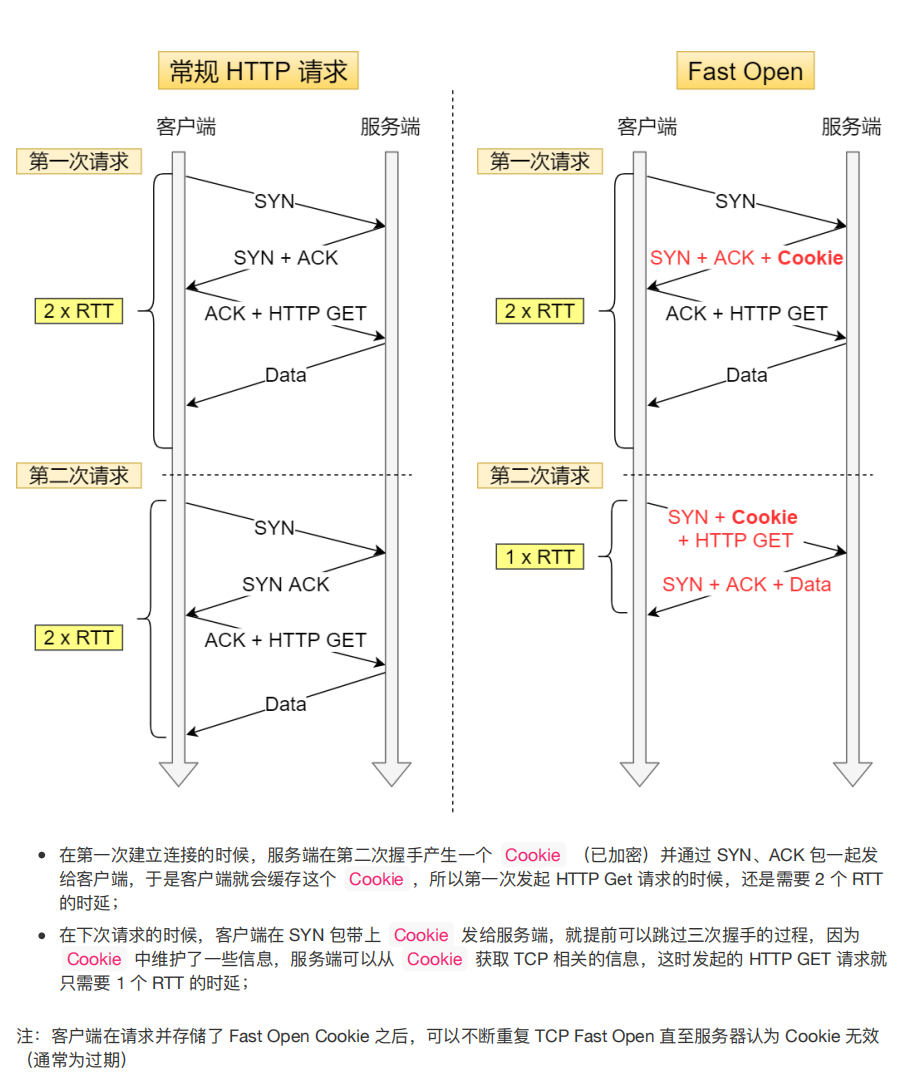 常规 HTTP 请求
客户端
服务端
第一次请求
SYN
SYN + ACK
2 x RTT
ACK + HTTP GET
Data
第二次请求
SYN
SYN ACK
2 x RTT
ACK + HTTP GET
Data
Fast Open
客户端
服务端
第一次请求
SYN
SYN + ACK + Cookie
2 x RTT
ACK + HTTP GET
Data
第二次请求
SYN + Cookie
+ HTTP GET
1 x RTT
SYN + ACK + Data
在第一次建立连接的时候，服务端在第二次握手产生一个 Cookie （已加密）并通过 SYN、ACK 包一起发
给客户端，于是客户端就会缓存这个 Cookie ，所以第一次发起 HTTP Get 请求的时候，还是需要 2 个 RTT
的时延；
在下次请求的时候，客户端在 SYN 包带上 Cookie 发给服务端，就提前可以跳过三次握手的过程，因为
Cookie 中维护了一些信息，服务端可以从 Cookie 获取 TCP 相关的信息，这时发起的 HTTP GET 请求就
只需要 1 个 RTT 的时延；
注：客户端在请求并存储了 Fast Open Cookie 之后，可以不断重复 TCP Fast Open 直至服务器认为 Cookie 无效
（通常为过期）